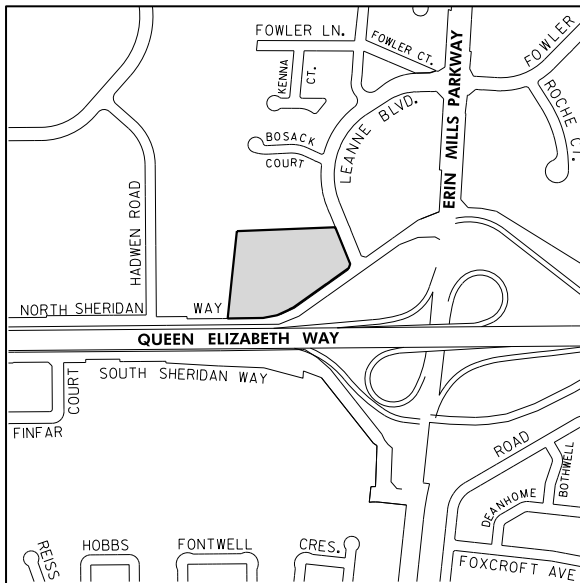 FOWLER LN.
FOWLER CT.
FOWLER
KENNA
CT.
ROCHE CT.
BOSACK
COURT
LEANNE BLVD.
ERIN MILLS PARKWAY
HADWEN ROAD
NORTH SHERIDAN WAY
QUEEN ELIZABETH WAY
SOUTH SHERIDAN WAY
COURT
FINFAR
ROAD
BOTHWELL
DEANHOME
REISS
HOBBS
FONTWELL
CRES.
FOXCROFT AVE